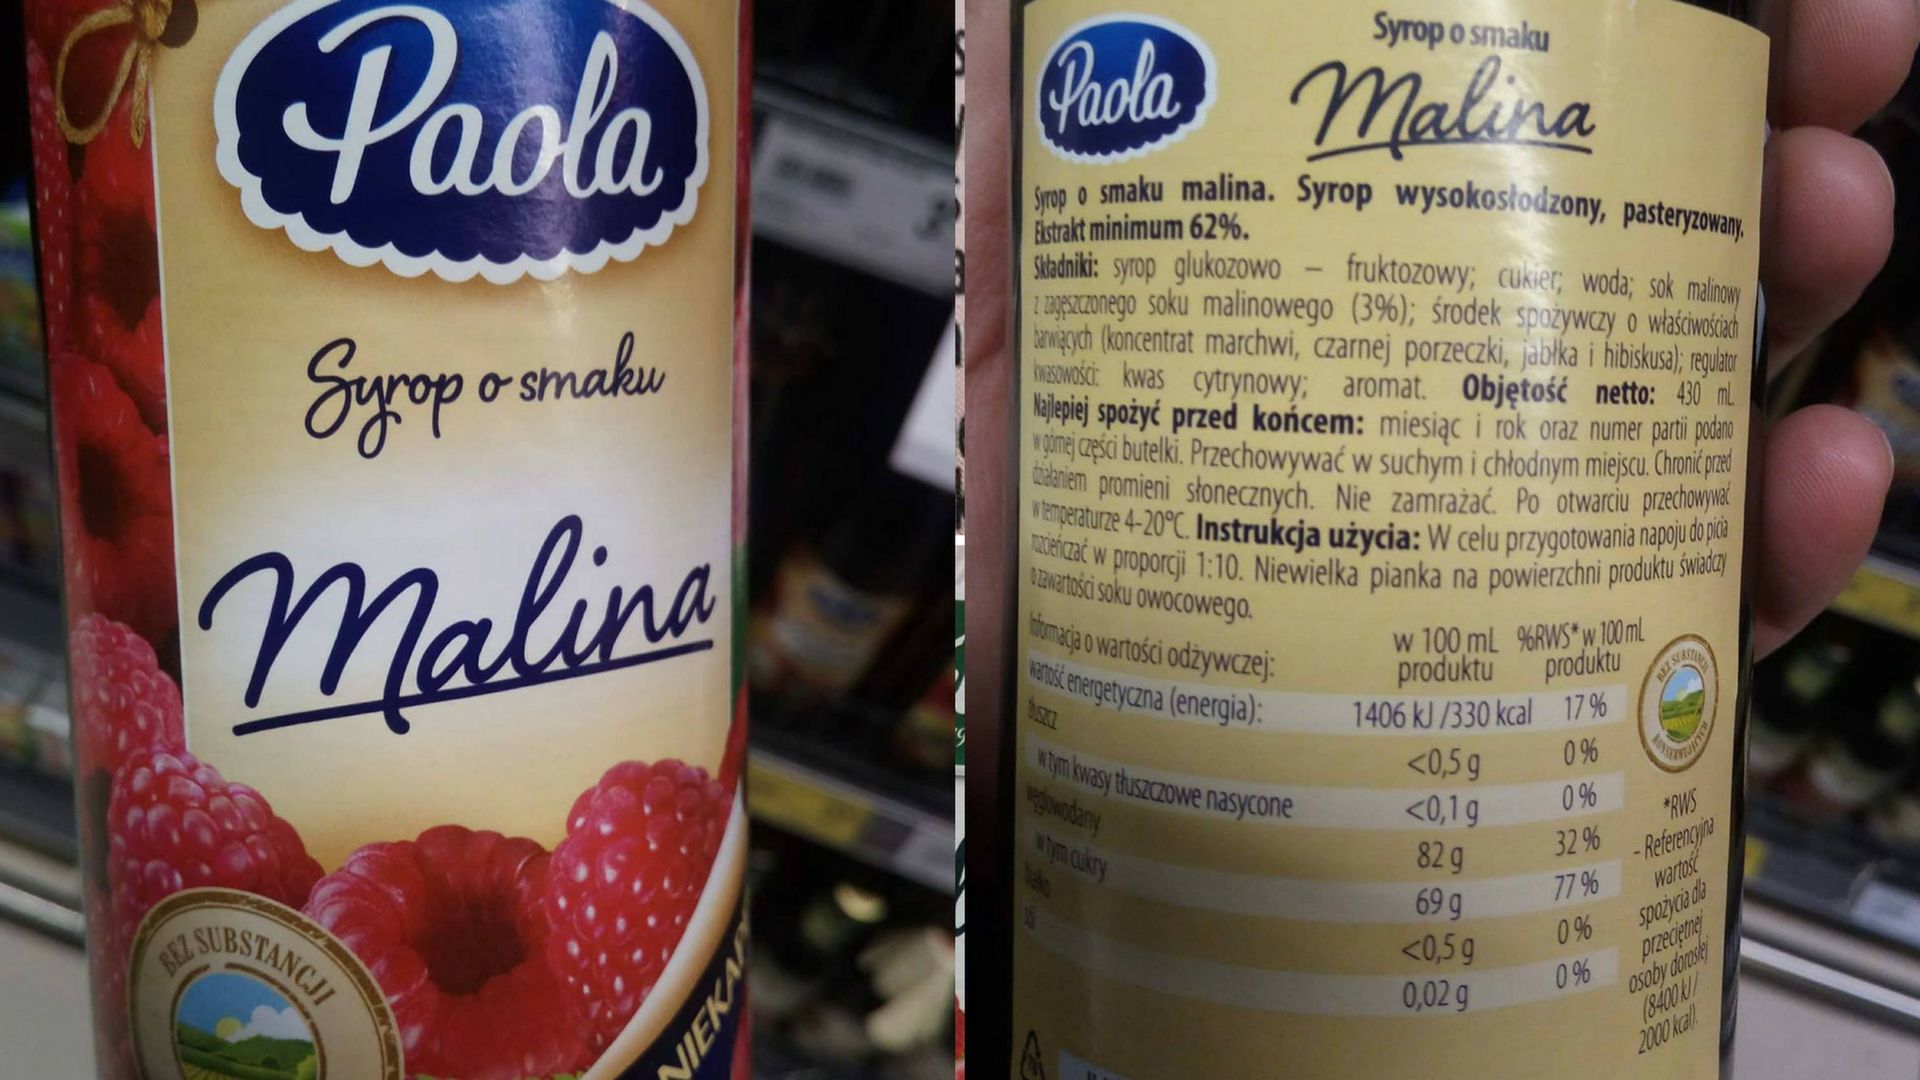 Paola
Syrop o smaku
Malina
BEZ SUBSTANCJI
Paola
Syrop o smaku
Malina
Syrop o smaku malina. Syrop wysokosłodzony, pasteryzowany.
Ekstrakt minimum 62%.
Składniki: syrop glukozowo – fruktozowy; cukier; woda; sok malinowy
z zagęszczonego soku malinowego (3%); środek spożywczy o właściwościach
barwiących (koncentrat marchwi, czarnej porzeczki, jabłka i hibiskusa); regulator
kwasowości: kwas cytrynowy; aromat. Objętość netto: 430 mL
Najlepiej spożyć przed końcem: miesiąc i rok oraz numer partii podano
w górnej części butelki. Przechowywać w suchym i chłodnym miejscu. Chronić przed
działaniem promieni słonecznych. Nie zamrażać. Po otwarciu przechowywać
w temperaturze 4-20°C. Instrukcja użycia: W celu przygotowania napoju do picia
rozcieńczać w proporcji 1:10. Niewielka pianka na powierzchni produktu świadczy
o zawartości soku owocowego.
Informacja o wartości odżywczej: w 100 mL produktu %RWS* w 100 mL produktu
wartość energetyczna (energia): 1406 kJ /330 kcal 17 %
tłuszcz <0,5 g 0 %
w tym kwasy tłuszczowe nasycone <0,1 g 0 %
węglowodany 82 g 32 %
w tym cukry 69 g 77 %
białko <0,5 g 0 %
sól 0,02 g 0 %
BEZ SUBSTANCJI
KONSERWUJĄCYCH
*RWS
- Referencyjna
wartość
spożycia dla
przeciętnej
osoby dorosłej
(8400 kJ/
2000 kcal).